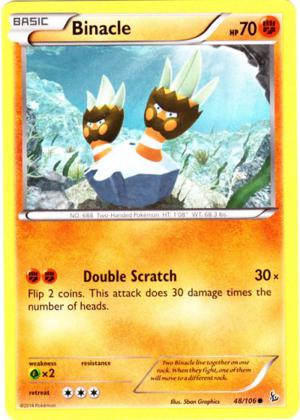 BASIC
Binacle HP70
NO. 688 Two-Handed Pokémon HT: 1'08" WT: 68.3 lbs.
Double Scratch 30×
Flip 2 coins. This attack does 30 damage times
the number of heads.
weakness resistance
×2
retreat
Two Binacle live together on one
rock. When they fight, one of them
will move to a different rock.
Illus. 5ban Graphics 48/106
©2014 Pokémon